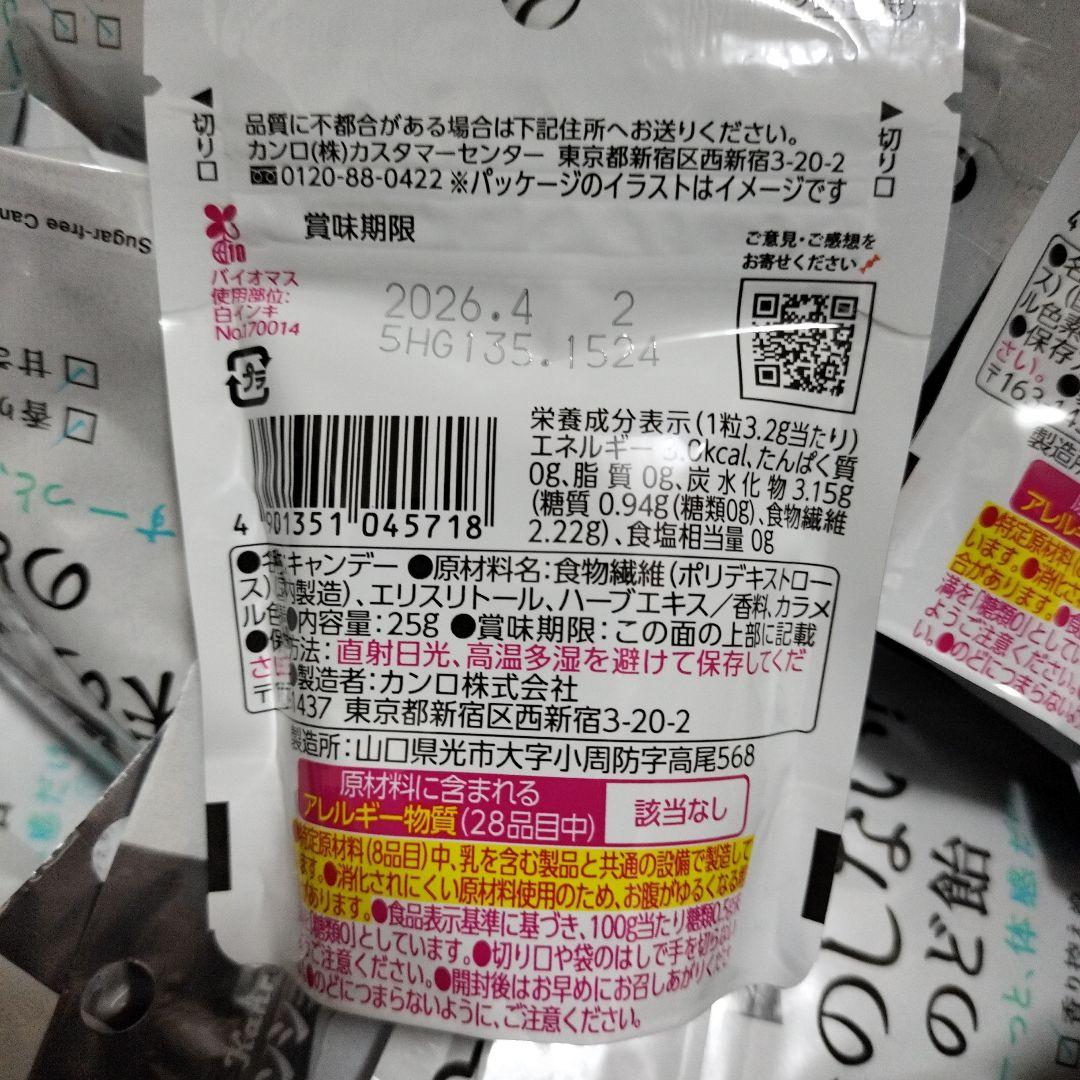 品質に不都合がある場合は下記住所へお送りください。
カンロ(株)カスタマーセンター 東京都新宿区西新宿3-20-2
0120-88-0422 ※パッケージのイラストはイメージです
切り口
切り口
賞味期限
ご意見・ご感想を
お寄せください
10
バイオマス
使用部位:
白インキ
No.170014
プラ
2026.4 2
5HG135.1524
栄養成分表示(1粒3.2g当たり)
エネルギー 3.0kcal、たんぱく質
0g、脂質 0g、炭水化物 3.15g
(糖質 0.94g(糖類0g)、食物繊維
2.22g)、食塩相当量 0g
4 901351 045718
キャンデー ●原材料名:食物繊維(ポリデキストロー
ス)(国内製造)、エリスリトール、ハーブエキス/香料、カラメ
ル色 ●内容量:25g ●賞味期限:この面の上部に記載
●保 方法:直射日光、高温多湿を避けて保存してくだ
さ 製造者:カンロ株式会社
〒 1437 東京都新宿区西新宿3-20-2
製造所:山口県光市大字小周防字高尾568
原材料に含まれる
アレルギー物質(28品目中) 該当なし
特定原材料(8品目)中、乳を含む製品と共通の設備で製造して
ます。●消化されにくい原材料使用のため、お腹がゆるくなる
があります。●食品表示基準に基づき、100g当たり糖類0.5g
「糖類0」としています。●切り口や袋のはしで手を切らない
ご注意ください。●開封後はお早めにお召しあがりくだ
●のどにつまらないように、ご注意ください。
Sugar-free Can
甘さ
香り
すーっ
のど飴
のしない